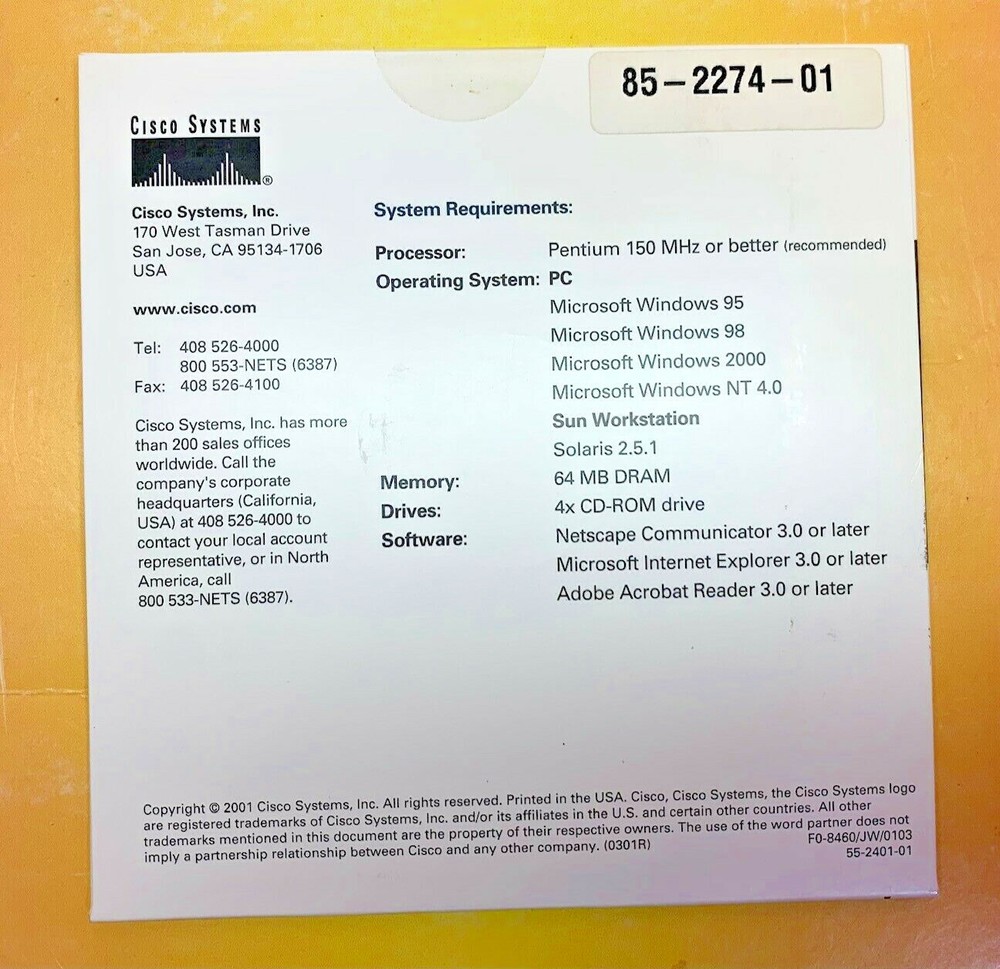 85-2274-01
CISCO SYSTEMS
®
Cisco Systems, Inc.
170 West Tasman Drive
San Jose, CA 95134-1706
USA
www.cisco.com
Tel: 408 526-4000
800 553-NETS (6387)
Fax: 408 526-4100
Cisco Systems, Inc. has more
than 200 sales offices
worldwide. Call the
company's corporate
headquarters (California,
USA) at 408 526-4000 to
contact your local account
representative, or in North
America, call
800 533-NETS (6387).
System Requirements:
Processor: Pentium 150 MHz or better (recommended)
Operating System: PC
Microsoft Windows 95
Microsoft Windows 98
Microsoft Windows 2000
Microsoft Windows NT 4.0
Sun Workstation
Solaris 2.5.1
Memory: 64 MB DRAM
Drives: 4x CD-ROM drive
Software: Netscape Communicator 3.0 or later
Microsoft Internet Explorer 3.0 or later
Adobe Acrobat Reader 3.0 or later
Copyright © 2001 Cisco Systems, Inc. All rights reserved. Printed in the USA. Cisco, Cisco Systems, the Cisco Systems logo
are registered trademarks of Cisco Systems, Inc. and/or its affiliates in the U.S. and certain other countries. All other
trademarks mentioned in this document are the property of their respective owners. The use of the word partner does not
imply a partnership relationship between Cisco and any other company. (0301R)
F0-8460/JW/0103
55-2401-01